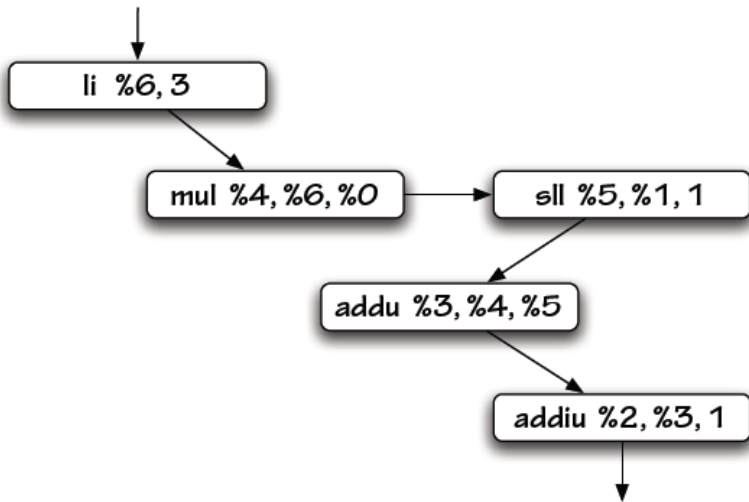 li %6, 3
mul %4, %6, %0
sll %5, %1, 1
addu %3, %4, %5
addiu %2, %3, 1